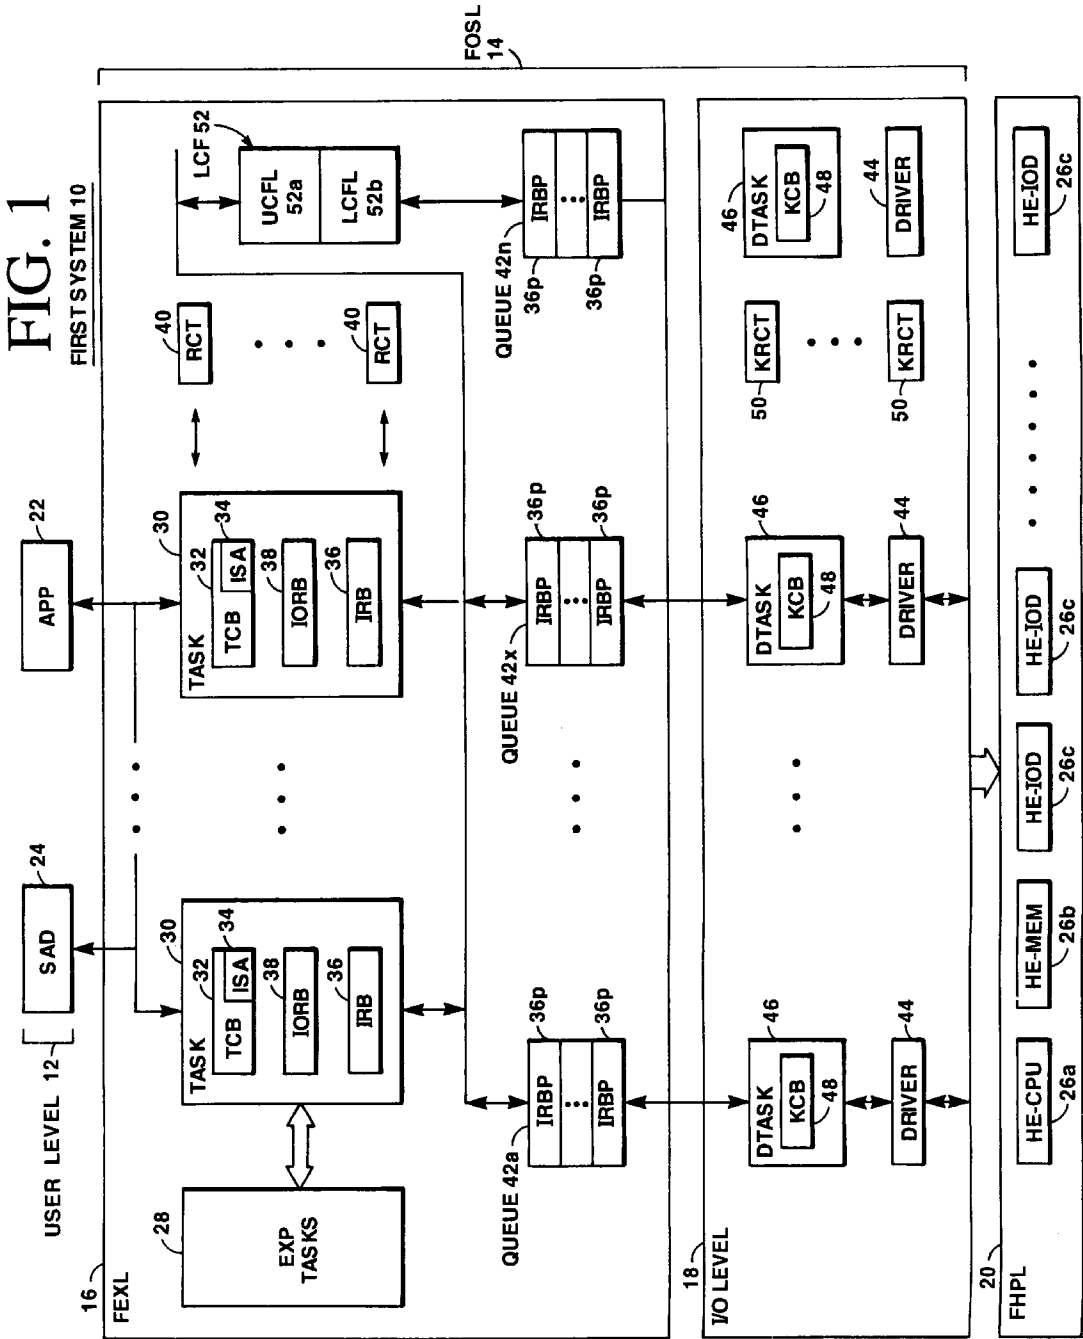 FIG. 1
FIRST SYSTEM 10
USER LEVEL 12
SAD
24
APP
22
16
FEXL
28
EXP
TASKS
30
TASK
32
TCB
34
ISA
38
IORB
36
IRB
30
TASK
32
TCB
34
ISA
38
IORB
36
IRB
40
RCT
40
RCT
LCF 52
UCFL
52a
LCFL
52b
FOSL
14
QUEUE 42a
IRBP
36p
IRBP
36p
QUEUE 42x
IRBP
36p
IRBP
36p
QUEUE 42n
IRBP
36p
IRBP
36p
18
I/O LEVEL
46
DTASK
KCB
48
44
DRIVER
46
DTASK
KCB
48
44
DRIVER
50
KRCT
50
KRCT
46
DTASK
KCB
48
44
DRIVER
20
FHPL
HE-CPU
26a
HE-MEM
26b
HE-IOD
26c
HE-IOD
26c
HE-IOD
26c